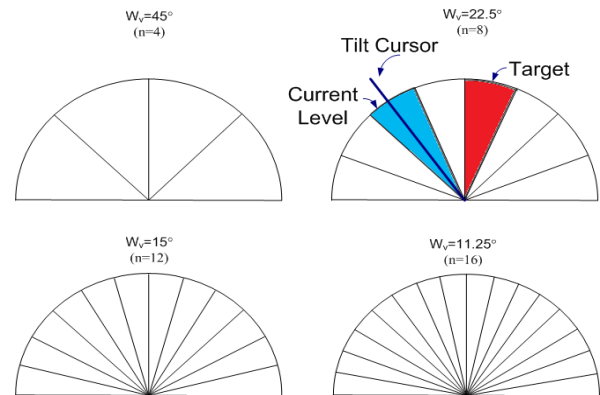 Wv=45°
(n=4)
Wv=22.5°
(n=8)
Tilt Cursor
Target
Current
Level
Wv=15°
(n=12)
Wv=11.25°
(n=16)